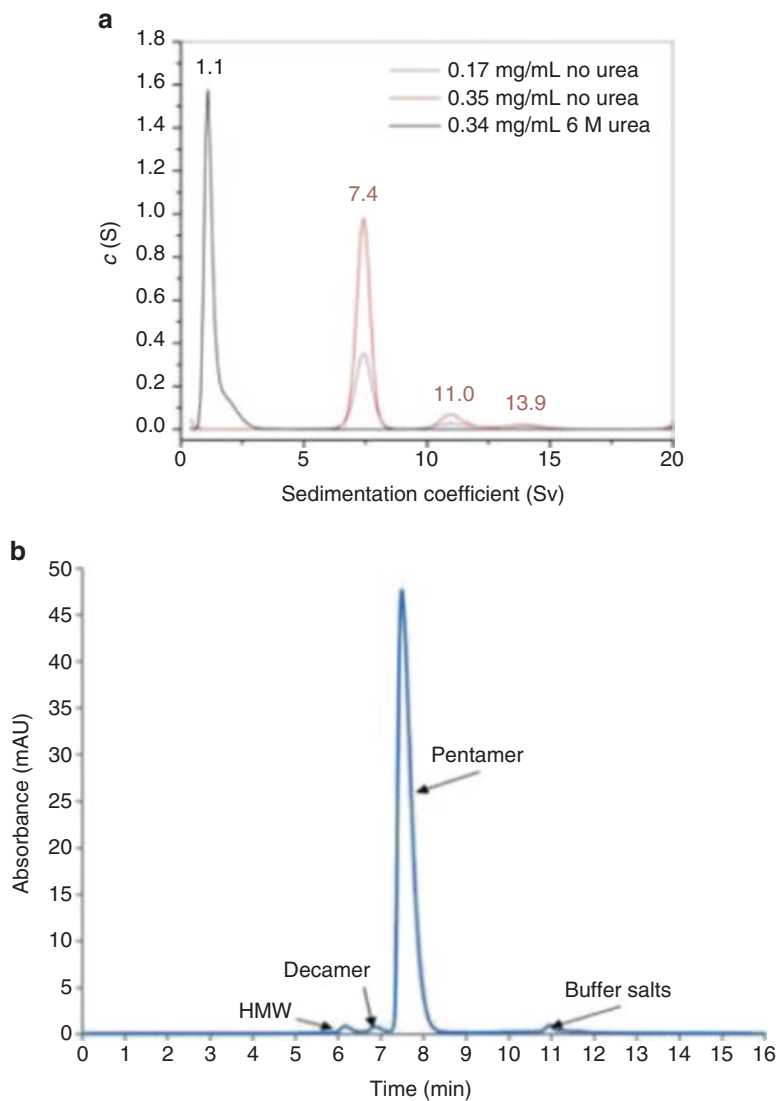 a
1.8
1.6
1.4
1.2
1.0
0.8
0.6
0.4
0.2
0.0
c (S)
1.1
7.4
11.0
13.9
0.17 mg/mL no urea
0.35 mg/mL no urea
0.34 mg/mL 6 M urea
0 5 10 15 20
Sedimentation coefficient (Sv)
b
50
45
40
35
30
25
20
15
10
5
0
Absorbance (mAU)
Pentamer
Decamer
HMW
Buffer salts
0 1 2 3 4 5 6 7 8 9 10 11 12 13 14 15 16
Time (min)